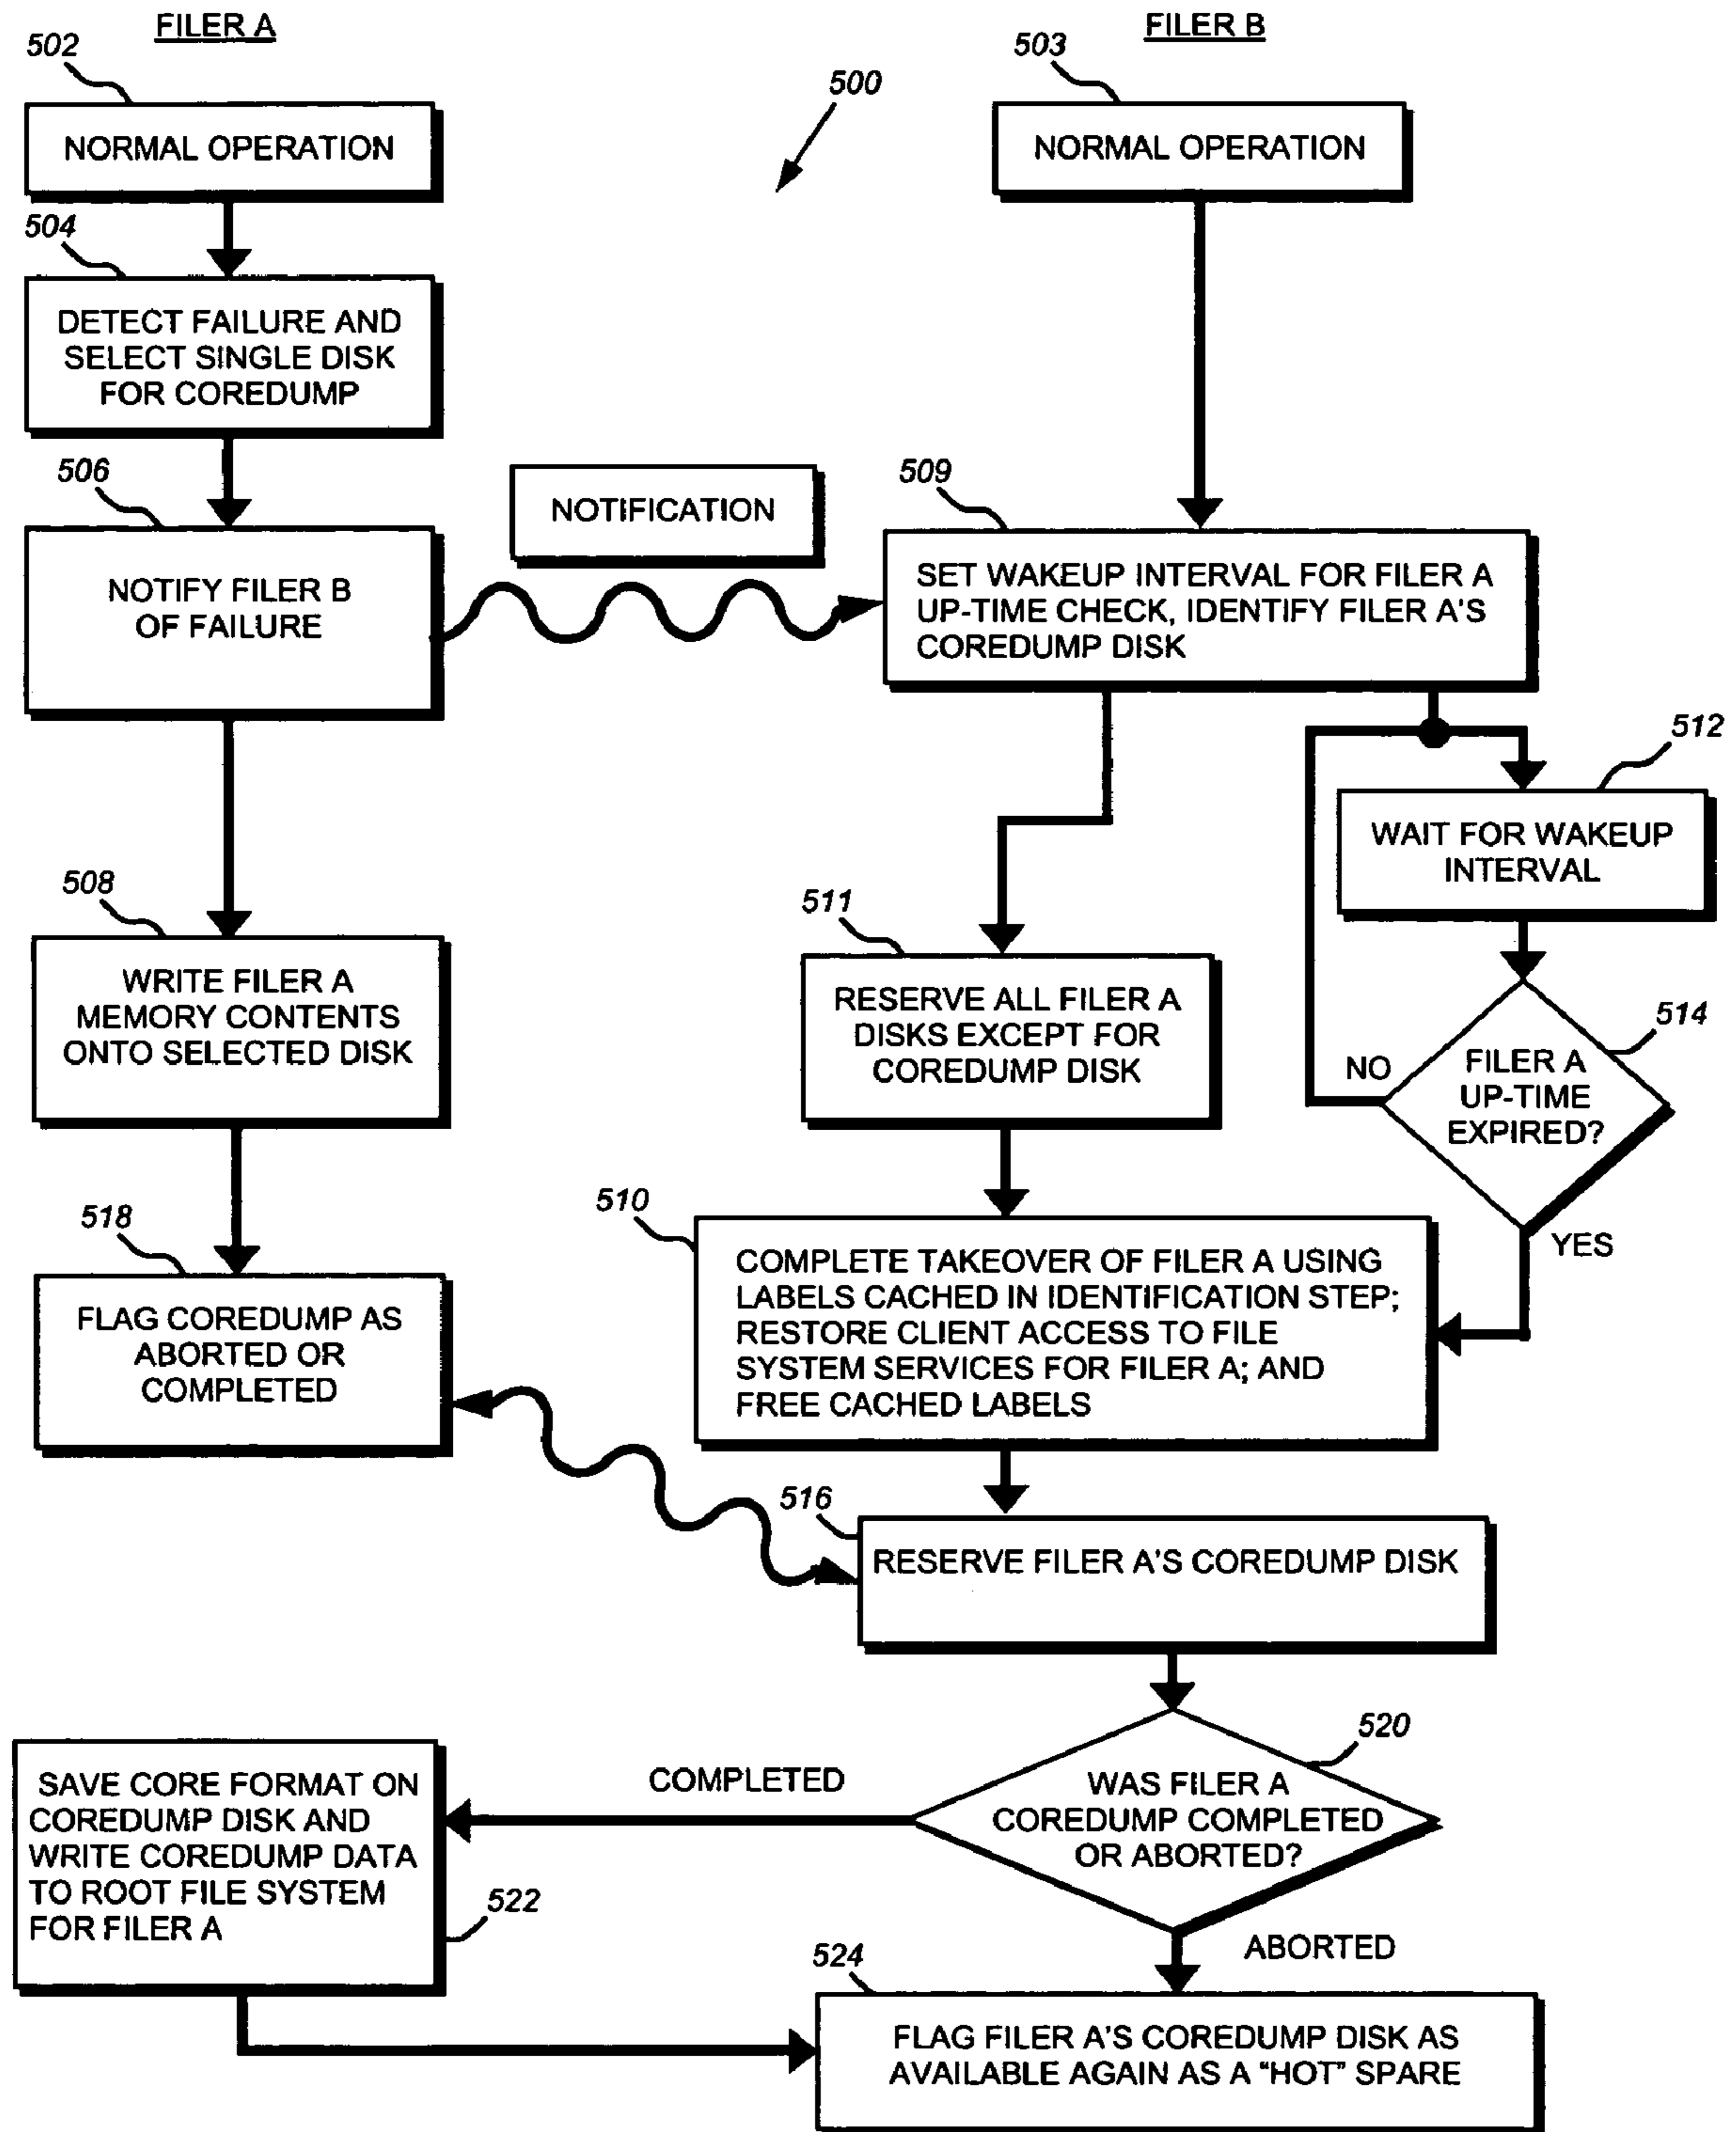 FILER A
FILER B
502
503
500
NORMAL OPERATION
NORMAL OPERATION
504
DETECT FAILURE AND
SELECT SINGLE DISK
FOR COREDUMP
506
NOTIFICATION
509
NOTIFY FILER B
OF FAILURE
SET WAKEUP INTERVAL FOR FILER A
UP-TIME CHECK, IDENTIFY FILER A'S
COREDUMP DISK
512
WAIT FOR WAKEUP
INTERVAL
508
511
WRITE FILER A
MEMORY CONTENTS
ONTO SELECTED DISK
RESERVE ALL FILER A
DISKS EXCEPT FOR
COREDUMP DISK
514
NO
FILER A
UP-TIME
EXPIRED?
YES
518
510
FLAG COREDUMP AS
ABORTED OR
COMPLETED
COMPLETE TAKEOVER OF FILER A USING
LABELS CACHED IN IDENTIFICATION STEP;
RESTORE CLIENT ACCESS TO FILE
SYSTEM SERVICES FOR FILER A; AND
FREE CACHED LABELS
516
RESERVE FILER A'S COREDUMP DISK
520
WAS FILER A
COREDUMP COMPLETED
OR ABORTED?
COMPLETED
SAVE CORE FORMAT ON
COREDUMP DISK AND
WRITE COREDUMP DATA
TO ROOT FILE SYSTEM
FOR FILER A
522
ABORTED
524
FLAG FILER A'S COREDUMP DISK AS
AVAILABLE AGAIN AS A "HOT" SPARE